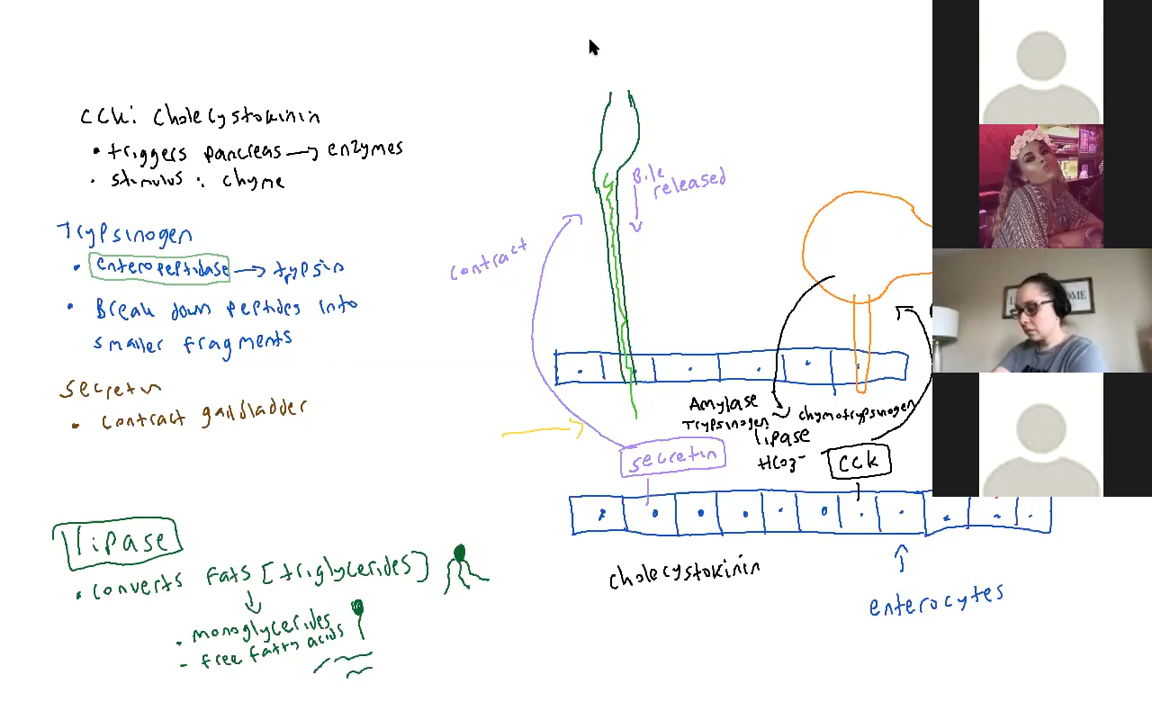 cck: cholecystokinin
• triggers pancreas → enzymes
• stimulus : chyme
Trypsinogen
• enteropeptidase → trypsin
• Break down peptides into
smaller fragments
secretin
• contract gallbladder
lipase
• converts fats [triglycerides]
• monoglycerides
- free fatty acids
Bile
released
contract
Amylase
Trypsinogen ~ chymotrypsinogen
lipase
HCO3-
secretin
cck
cholecystokinin
enterocytes